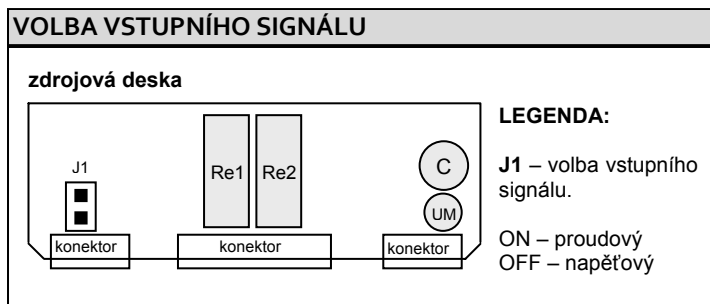 VOLBA VSTUPNÍHO SIGNÁLU
zdrojová deska
J1
Re1
Re2
C
UM
konektor
konektor
konektor
LEGENDA:
J1 – volba vstupního
signálu.
ON – proudový
OFF – napěťový